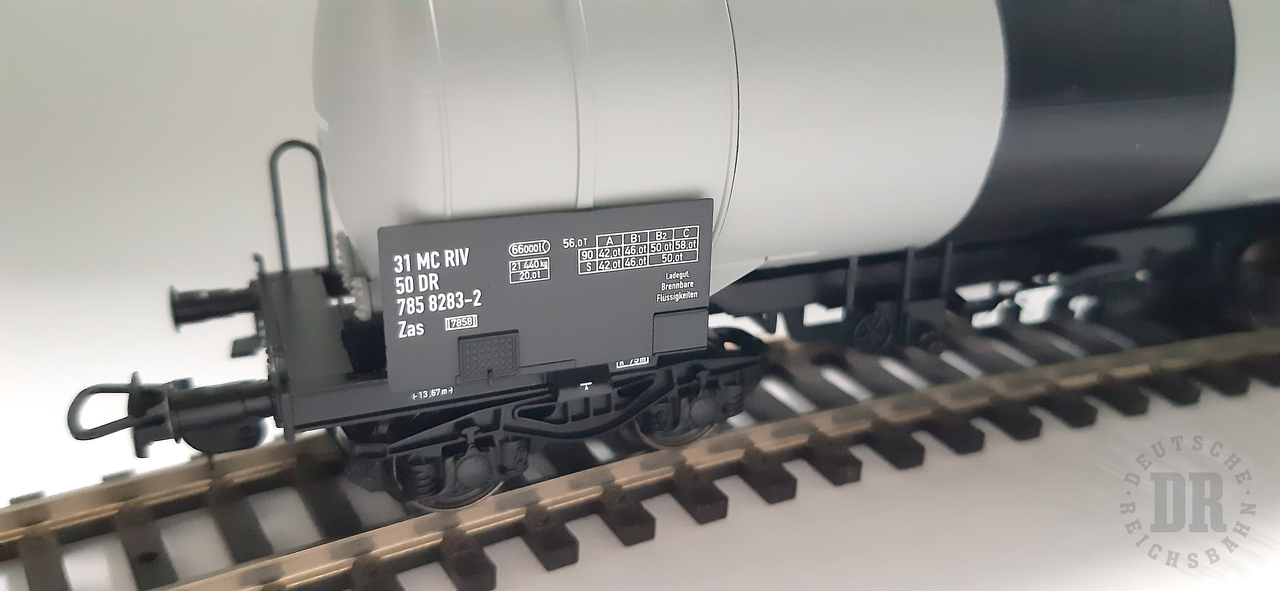 31 MC RIV
50 DR
785 8283-2
Zas [7858]
66000 l
21 440 kg
20,0t
56,0T
A B1 B2 C
90 42,0t 46,0t 50,0t 58,0t
S 42,0t 46,0t 50,0t
Ladegut.
Brennbare
Flüssigkeiten
13,67m
DEUTSCHE
DR
REICHSBAHN